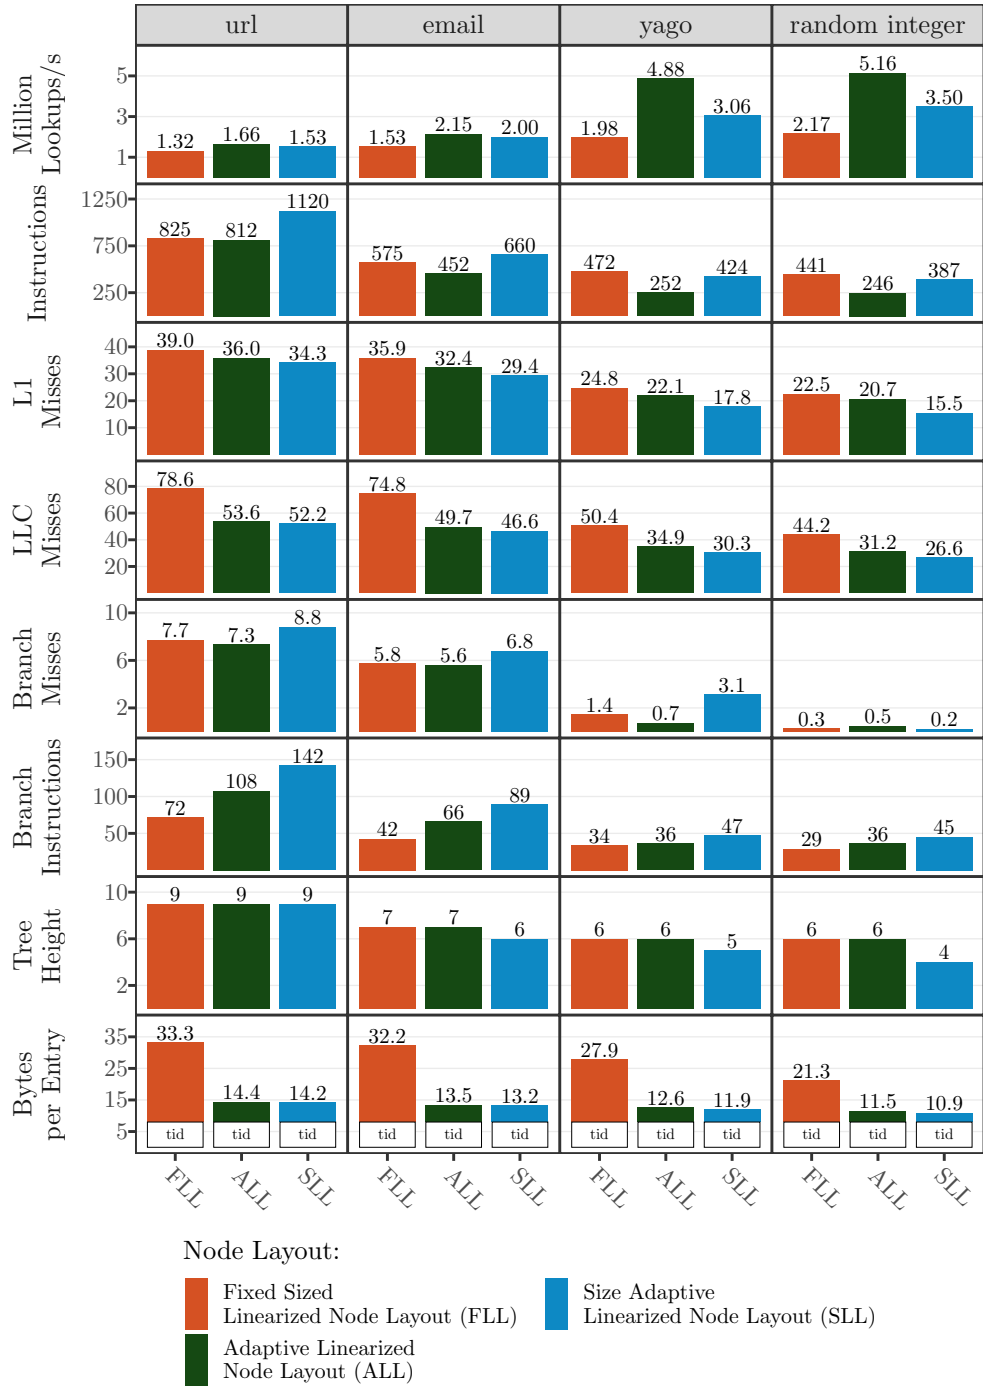 url email yago random integer
Million
Lookups/s
5
3
1
1.32 1.66 1.53 1.53 2.15 2.00 1.98 4.88 3.06 2.17 5.16 3.50
Instructions
1250
750
250
825 812 1120 575 452 660 472 252 424 441 246 387
L1
Misses
40
30
20
10
39.0 36.0 34.3 35.9 32.4 29.4 24.8 22.1 17.8 22.5 20.7 15.5
LLC
Misses
80
60
40
20
78.6 53.6 52.2 74.8 49.7 46.6 50.4 34.9 30.3 44.2 31.2 26.6
Branch
Misses
10
6
2
7.7 7.3 8.8 5.8 5.6 6.8 1.4 0.7 3.1 0.3 0.5 0.2
Branch
Instructions
150
100
50
72 108 142 42 66 89 34 36 47 29 36 45
Tree
Height
10
6
2
9 9 9 7 7 6 6 6 5 6 6 4
Bytes
per Entry
35
25
15
5
33.3 14.4 14.2 32.2 13.5 13.2 27.9 12.6 11.9 21.3 11.5 10.9
tid tid tid tid tid tid tid tid tid tid tid tid
FLL ALL SLL FLL ALL SLL FLL ALL SLL FLL ALL SLL
Node Layout:
Fixed Sized
Linearized Node Layout (FLL)
Adaptive Linearized
Node Layout (ALL)
Size Adaptive
Linearized Node Layout (SLL)